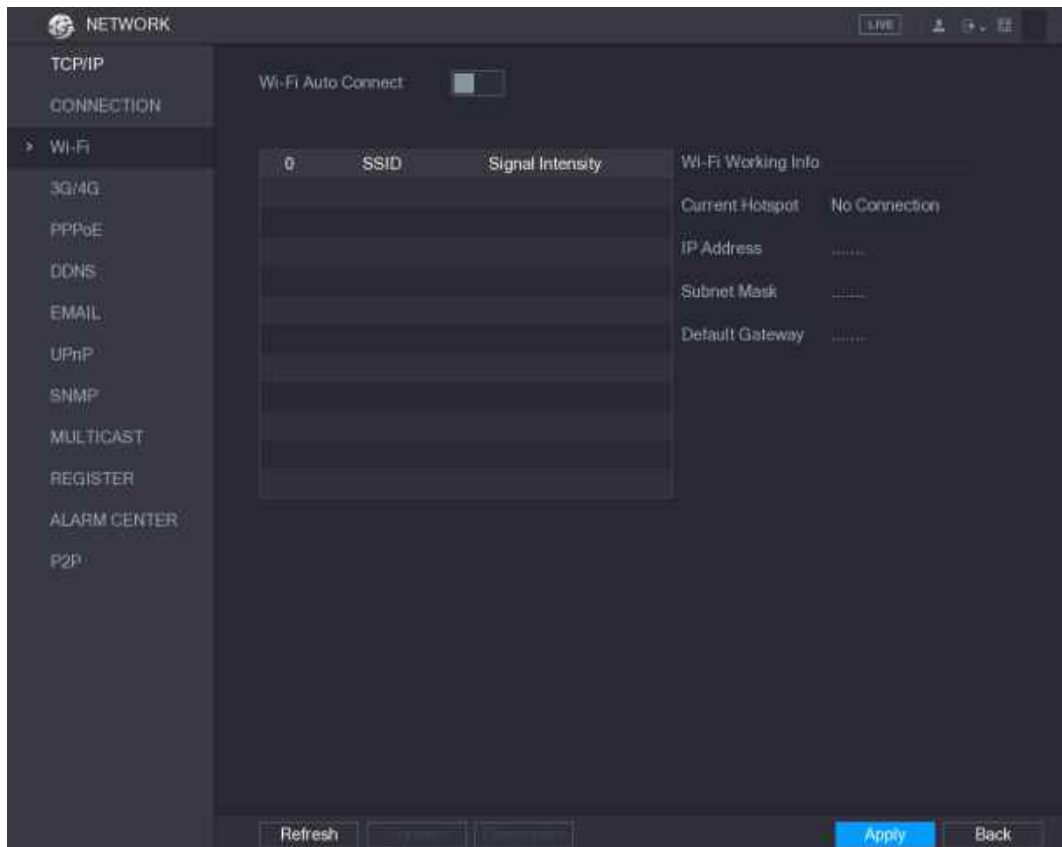 NETWORK
LIVE
TCP/IP
CONNECTION
Wi-Fi
3G/4G
PPPoE
DDNS
EMAIL
UPnP
SNMP
MULTICAST
REGISTER
ALARM CENTER
P2P
Wi-Fi Auto Connect
0 SSID Signal Intensity
Wi-Fi Working Info
Current Hotspot No Connection
IP Address
Subnet Mask
Default Gateway
Refresh
Apply Back